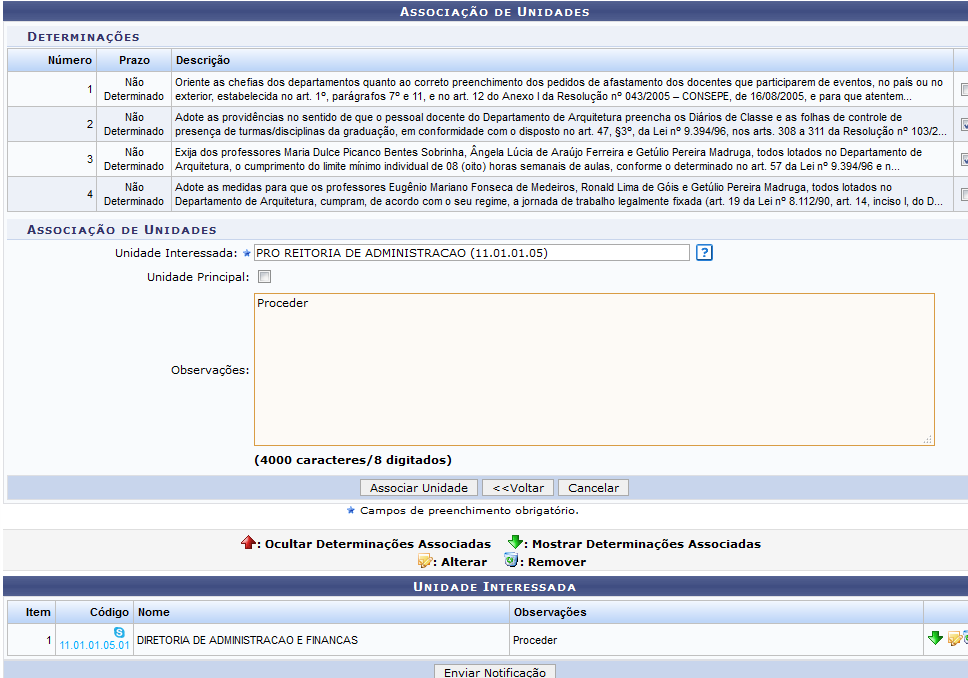 Associação de Unidades
Determinações
Número Prazo Descrição
1 Não Determinado Oriente as chefias dos departamentos quanto ao correto preenchimento dos pedidos de afastamento dos docentes que participarem de eventos, no país ou no
exterior, estabelecida no art. 1º, parágrafos 7º e 11, e no art. 12 do Anexo I da Resolução nº 043/2005 – CONSEPE, de 16/08/2005, e para que atentem...
2 Não Determinado Adote as providências no sentido de que o pessoal docente do Departamento de Arquitetura preencha os Diários de Classe e as folhas de controle de
presença de turmas/disciplinas da graduação, em conformidade com o disposto no art. 47, §3º, da Lei nº 9.394/96, nos arts. 308 a 311 da Resolução nº 103/2...
3 Não Determinado Exija dos professores Maria Dulce Picanco Bentes Sobrinha, Ângela Lúcia de Araújo Ferreira e Getúlio Pereira Madruga, todos lotados no Departamento de
Arquitetura, o cumprimento do limite mínimo individual de 08 (oito) horas semanais de aulas, conforme o determinado no art. 57 da Lei nº 9.394/96 e n...
4 Não Determinado Adote as medidas para que os professores Eugênio Mariano Fonseca de Medeiros, Ronald Lima de Góis e Getúlio Pereira Madruga, todos lotados no
Departamento de Arquitetura, cumpram, de acordo com o seu regime, a jornada de trabalho legalmente fixada (art. 19 da Lei nº 8.112/90, art. 14, inciso I, do D...
Associação de Unidades
Unidade Interessada: PRO REITORIA DE ADMINISTRACAO (11.01.01.05) ?
Unidade Principal:
Observações: Proceder
(4000 caracteres/8 digitados)
Associar Unidade <<Voltar Cancelar
Campos de preenchimento obrigatório.
: Ocultar Determinações Associadas : Mostrar Determinações Associadas
: Alterar : Remover
Unidade Interessada
Item Código Nome Observações
1 11.01.01.05.01 DIRETORIA DE ADMINISTRACAO E FINANCAS Proceder
Enviar Notificação